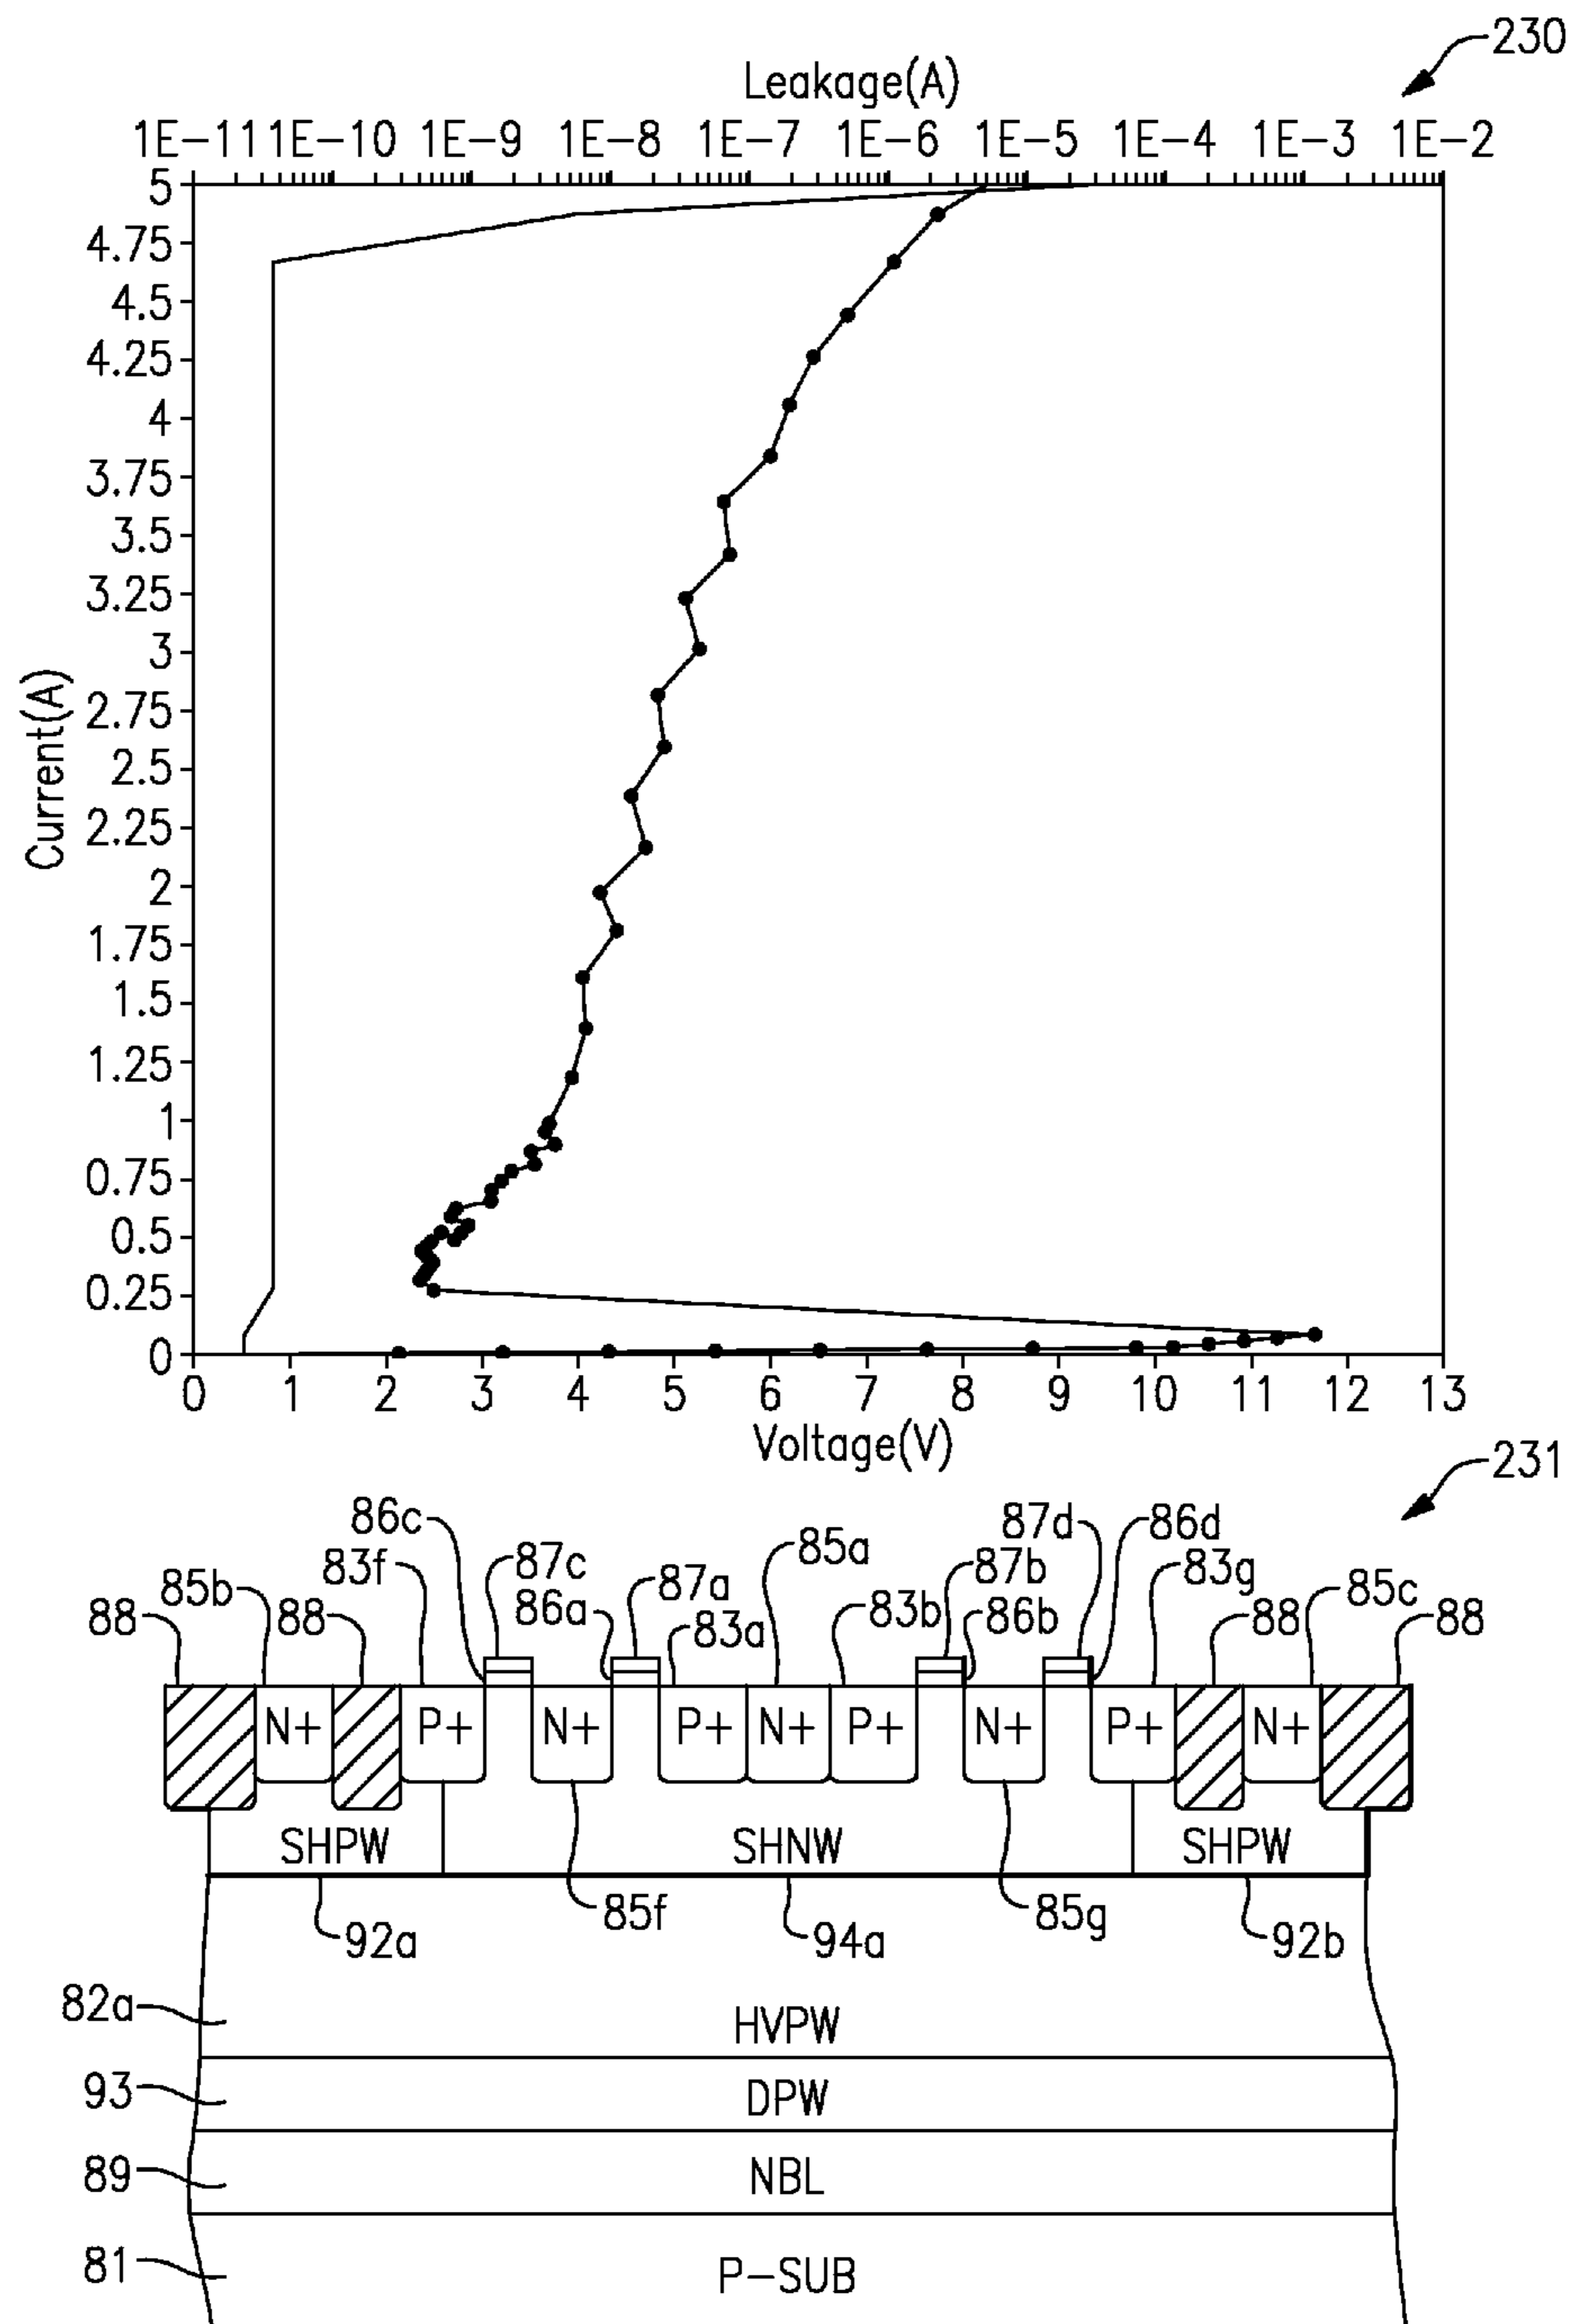 230
Leakage(A)
1E-11 1E-10 1E-9 1E-8 1E-7 1E-6 1E-5 1E-4 1E-3 1E-2
5
4.75
4.5
4.25
4
3.75
3.5
3.25
3
2.75
2.5
2.25
2
1.75
1.5
1.25
1
0.75
0.5
0.25
0
Current(A)
0 1 2 3 4 5 6 7 8 9 10 11 12 13
Voltage(V)
231
86c 87d 86d
83f 87c 85a 87b 83g
85b 86a 87a 85c
88 88 83a 83b 86b 88 88
N+ P+ N+ P+ N+ P+ N+ P+ N+
SHPW SHNW SHPW
85f 85g
92a 94a 92b
82a HVPW
93 DPW
89 NBL
81 P-SUB